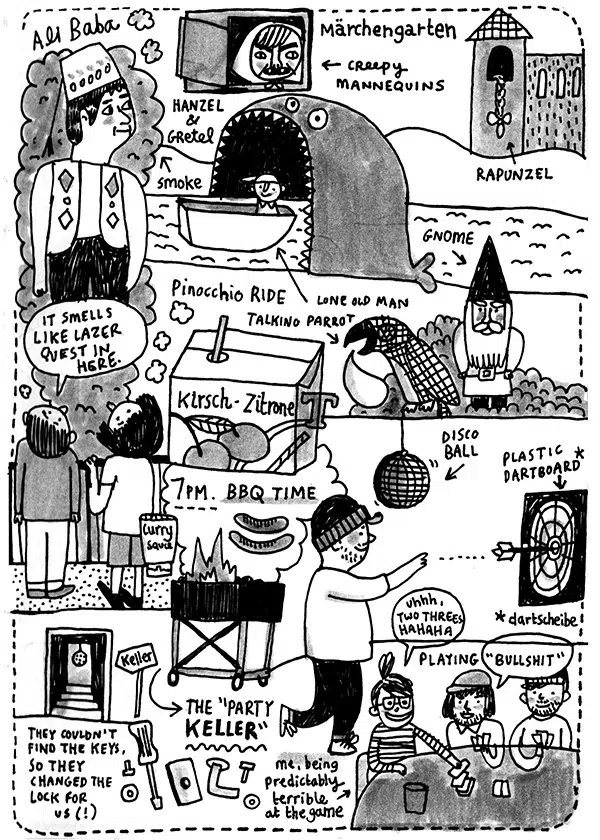 Ali Baba
Märchengarten
← creepy
MANNEQUINS
HANZEL
&
Gretel
smoke
RAPUNZEL
GNOME
Pinocchio RIDE
LONE OLD MAN
TALKING PARROT
IT SMELLS
LIKE LAZER
QUEST IN
HERE.
Kirsch-Zitrone
DISCO
BALL
PLASTIC
DARTBOARD*
7PM. BBQ TIME
Curry
squid
* dartscheibe
uhhh,
TWO THREES
HAHAHA
PLAYING "BULLSHIT"
Keller
THE "PARTY
KELLER"
THEY COULDN'T
FIND THE KEYS,
SO THEY
CHANGED THE
LOCK FOR
US (!)
me, being
predictably
terrible
at the game